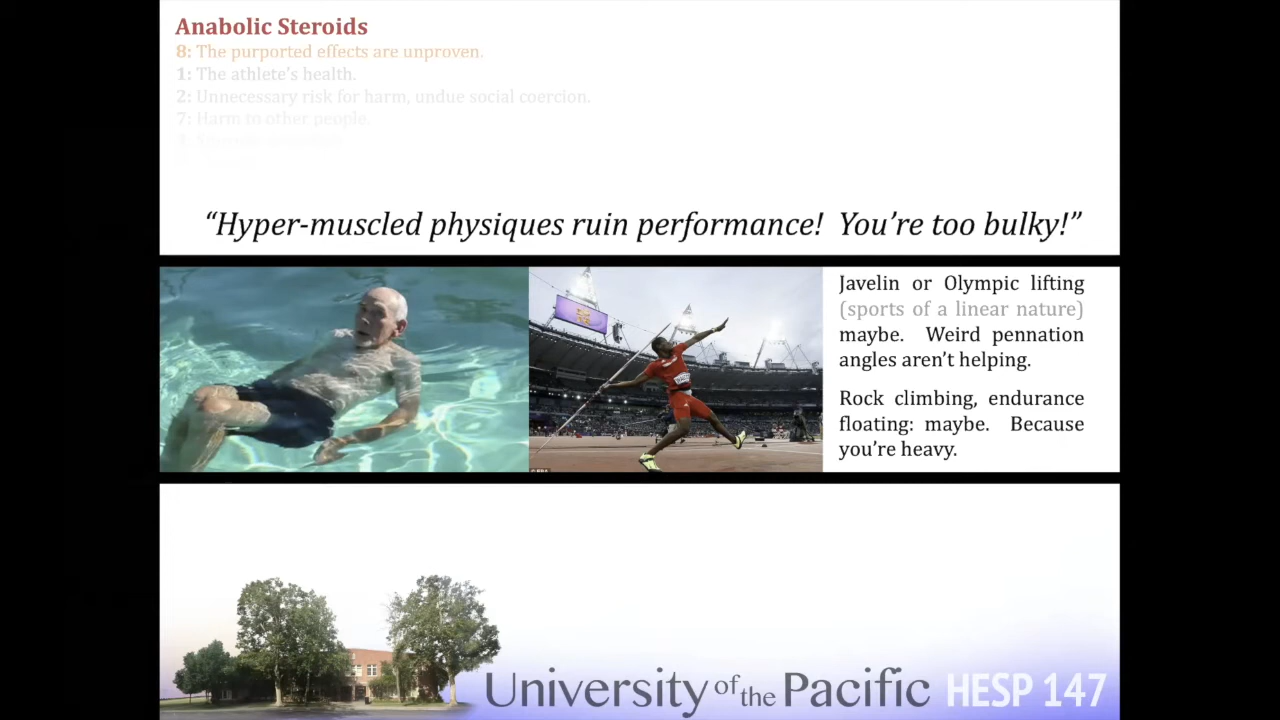 Anabolic Steroids
8: The purported effects are unproven.
1: The athlete's health.
2: Unnecessary risk for harm, undue social coercion.
7: Harm to other people.
“Hyper-muscled physiques ruin performance! You're too bulky!”
Javelin or Olympic lifting
(sports of a linear nature)
maybe. Weird pennation
angles aren't helping.
Rock climbing, endurance
floating: maybe. Because
you're heavy.
University of the Pacific HESP 147